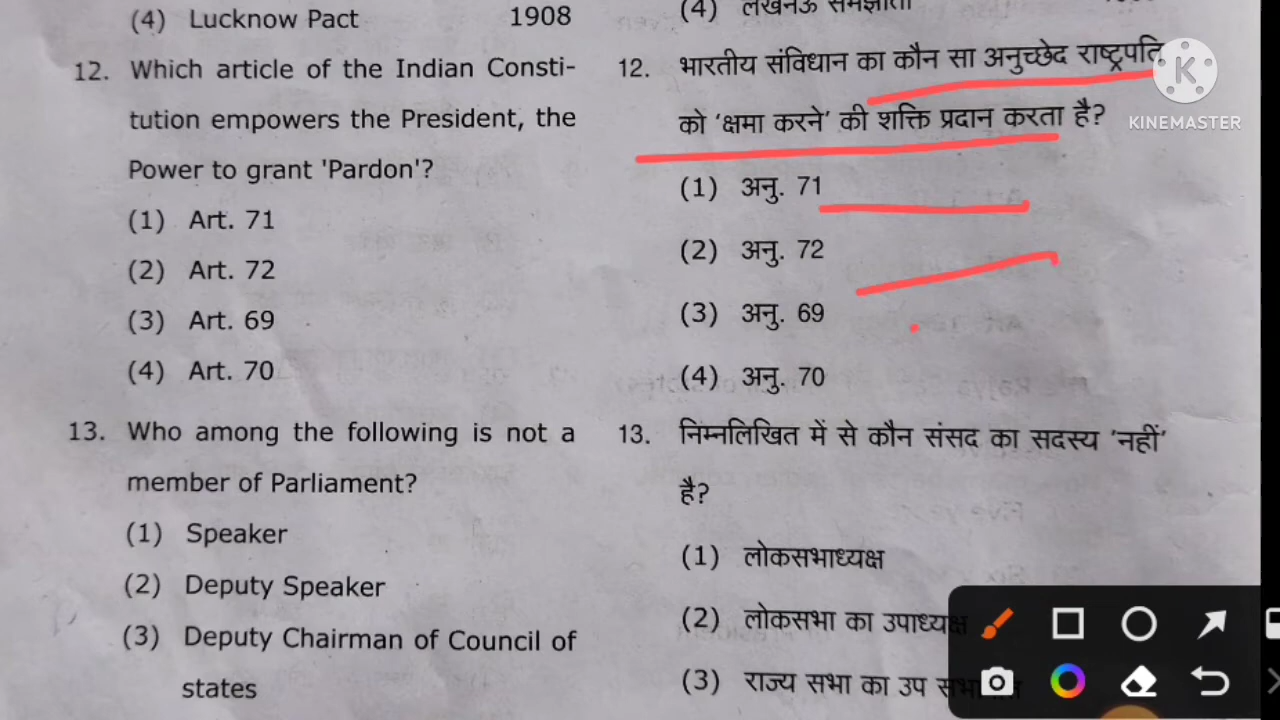 (4) Lucknow Pact 1908
12. Which article of the Indian Consti-
tution empowers the President, the
Power to grant 'Pardon'?
(1) Art. 71
(2) Art. 72
(3) Art. 69
(4) Art. 70
13. Who among the following is not a
member of Parliament?
(1) Speaker
(2) Deputy Speaker
(3) Deputy Chairman of Council of
states
(4) लखनऊ समझौता
12. भारतीय संविधान का कौन सा अनुच्छेद राष्ट्रपति
को ‘क्षमा करने’ की शक्ति प्रदान करता है?
(1) अनु. 71
(2) अनु. 72
(3) अनु. 69
(4) अनु. 70
13. निम्नलिखित में से कौन संसद का सदस्य ‘नहीं’
है?
(1) लोकसभाध्यक्ष
(2) लोकसभा का उपाध्यक्ष
(3) राज्य सभा का उप
K
KINEMASTER